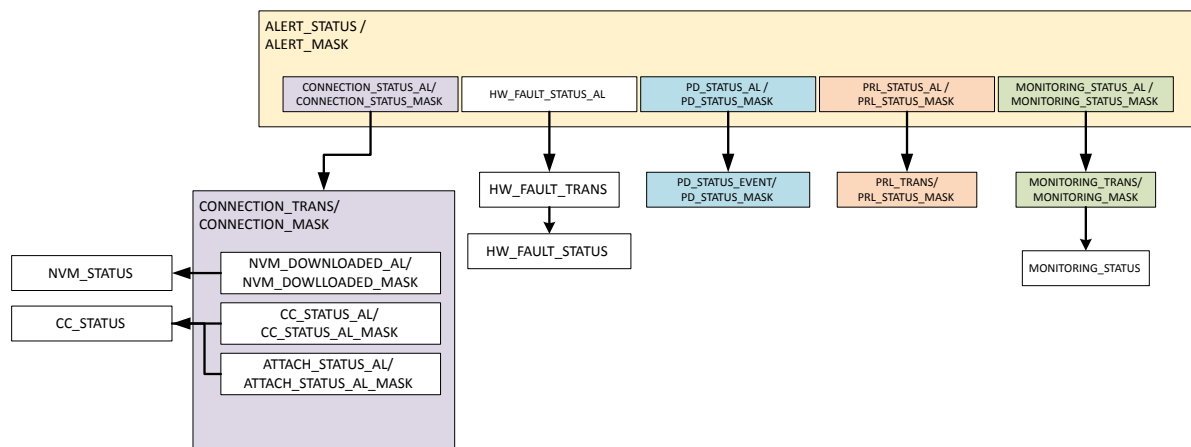 ALERT_STATUS /
ALERT_MASK
CONNECTION_STATUS_AL/
CONNECTION_STATUS_MASK
HW_FAULT_STATUS_AL
PD_STATUS_AL /
PD_STATUS_MASK
PRL_STATUS_AL /
PRL_STATUS_MASK
MONITORING_STATUS_AL /
MONITORING_STATUS_MASK
CONNECTION_TRANS/
CONNECTION_MASK
HW_FAULT_TRANS
PD_STATUS_EVENT/
PD_STATUS_MASK
PRL_TRANS/
PRL_STATUS_MASK
MONITORING_TRANS/
MONITORING_MASK
HW_FAULT_STATUS
MONITORING_STATUS
NVM_STATUS
NVM_DOWNLOADED_AL/
NVM_DOWLLOADED_MASK
CC_STATUS
CC_STATUS_AL/
CC_STATUS_AL_MASK
ATTACH_STATUS_AL/
ATTACH_STATUS_AL_MASK